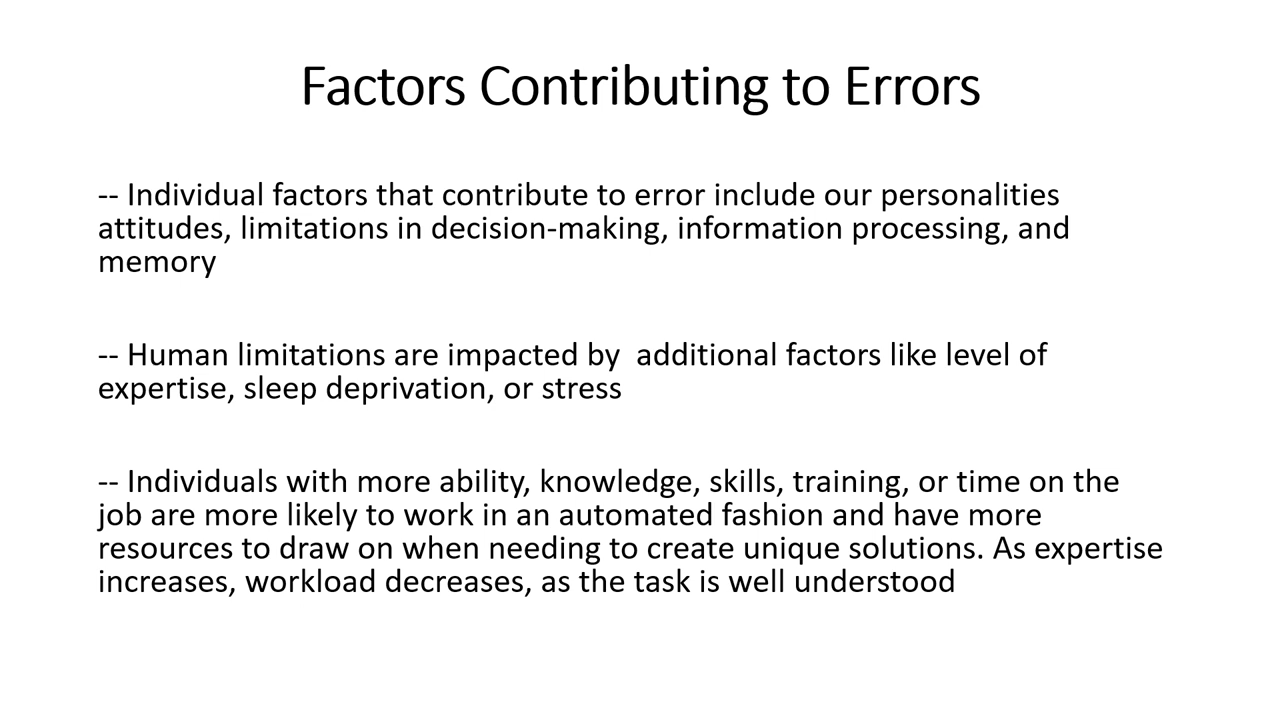 Factors Contributing to Errors
-- Individual factors that contribute to error include our personalities
attitudes, limitations in decision-making, information processing, and
memory
-- Human limitations are impacted by  additional factors like level of
expertise, sleep deprivation, or stress
-- Individuals with more ability, knowledge, skills, training, or time on the
job are more likely to work in an automated fashion and have more
resources to draw on when needing to create unique solutions. As expertise
increases, workload decreases, as the task is well understood